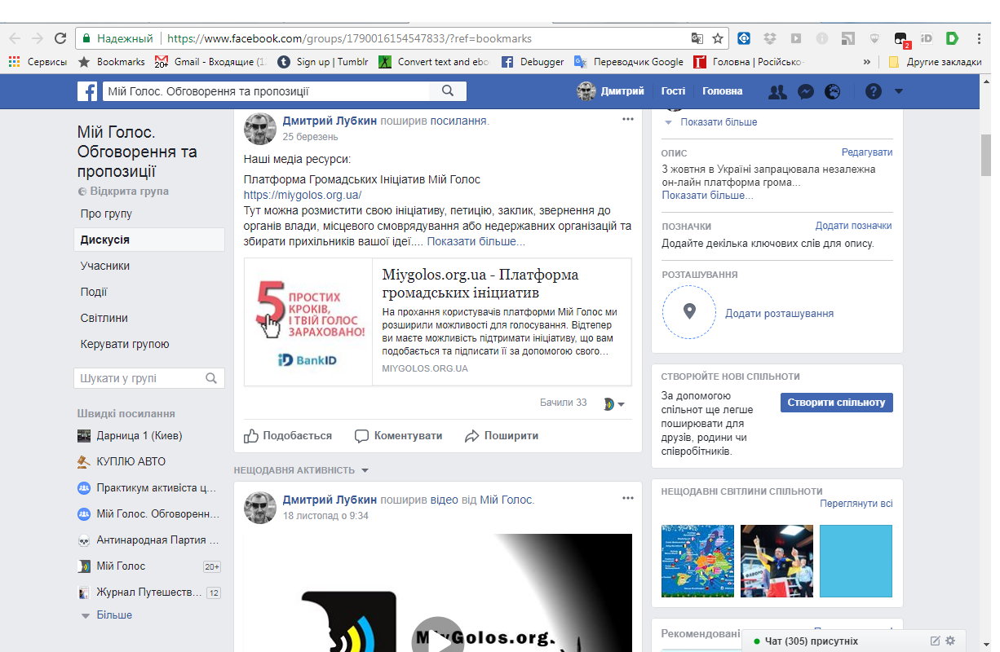 Надежный | https://www.facebook.com/groups/1790016154547833/?ref=bookmarks
2
iD
Сервисы
Bookmarks
20+
Gmail - Входящие (1
Sign up | Tumblr
Convert text and ebo
Debugger
Переводчик Google
Головна | Російсько-
»
Другие закладки
Мій Голос. Обговорення та пропозиції
Дмитрий
Гості
Головна
Мій Голос.
Обговорення та
пропозиції
Відкрита група
Про групу
Дискусія
Учасники
Події
Світлини
Керувати групою
Шукати у групі
Швидкі посилання
Дарница 1 (Киев)
КУПЛЮ АВТО
Практикум активіста ц...
Мій Голос. Обговоренн...
Антинародная Партия ...
Мій Голос
20+
Журнал Путешеств...
12
Більше
Дмитрий Лубкин поширив посилання.
25 березень
Наші медіа ресурси:
Платформа Громадських Ініціатив Мій Голос
https://miygolos.org.ua/
Тут можна розмистити свою ініціативу, петицію, заклик, звернення до
органів влади, місцевого смоврядування або недержавних організацій та
збирати прихільників вашої ідеї.... Показати більше...
5 ПРОСТИХ
КРОКІВ,
І ТВІЙ ГОЛОС
ЗАРАХОВАНО!
iD BankID
Miygolos.org.ua - Платформа
громадських ініциатив
На прохання користувачів платформи Мій Голос ми
розширили можливості для голосування. Відтепер
ви маєте можливість підтримати ініціативу, що вам
подобається та підписати її за допомогою свого...
MIYGOLOS.ORG.UA
Бачили 33
Подобається
Коментувати
Поширити
НЕЩОДАВНЯ АКТИВНІСТЬ
Дмитрий Лубкин поширив відео від Мій Голос.
18 листопад о 9:34
MiyGolos.org.
Показати більше
ОПИС
Редагувати
3 жовтня в Україні запрацювала незалежна
он-лайн платформа грома...
Показати більше...
ПОЗНАЧКИ
Додати позначки
Додайте декілька ключових слів для опису.
РОЗТАШУВАННЯ
Додати розташування
СТВОРЮЙТЕ НОВІ СПІЛЬНОТИ
За допомогою
спільнот ще легше
поширювати для
друзів, родини чи
співробітників.
Створити спільноту
НЕЩОДАВНІ СВІТЛИНИ СПІЛЬНОТИ
Переглянути всі
Рекомендовані
Чат (305) присутніх